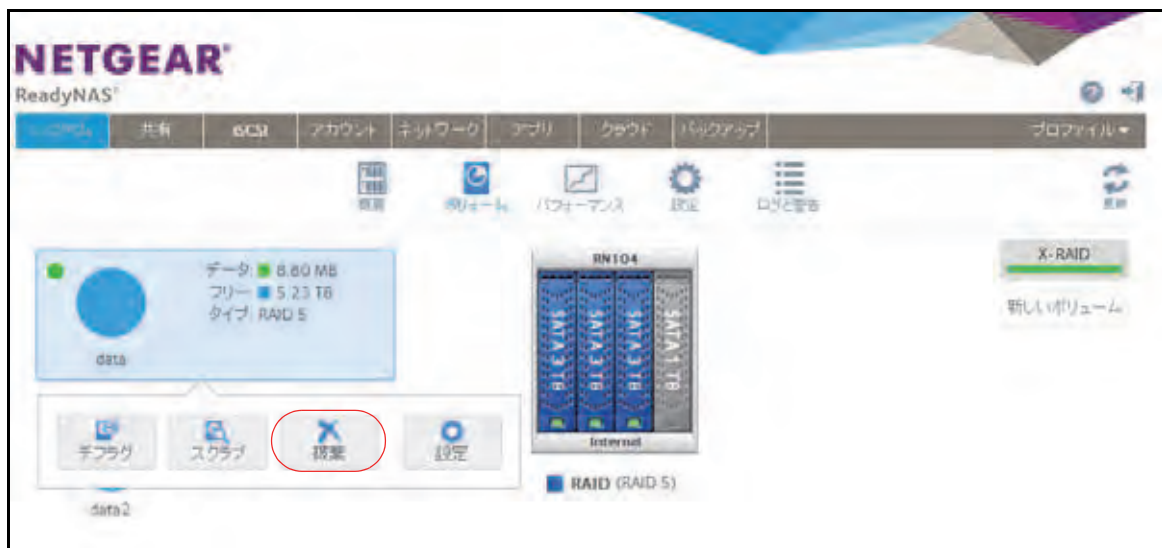 NETGEAR®
ReadyNAS®
システム 共有 iSCSI アカウント ネットワーク アプリ クラウド バックアップ プロファイル
概要 ボリューム パフォーマンス 設定 ログと警告 更新
データ: 8.80 MB
フリー: 5.23 TB
タイプ: RAID 5
data
RN104
SATA 3 TB
SATA 3 TB
SATA 3 TB
SATA 1 TB
Internal
RAID (RAID 5)
X-RAID
新しいボリューム
デフラグ スクラブ 破棄 設定
data2